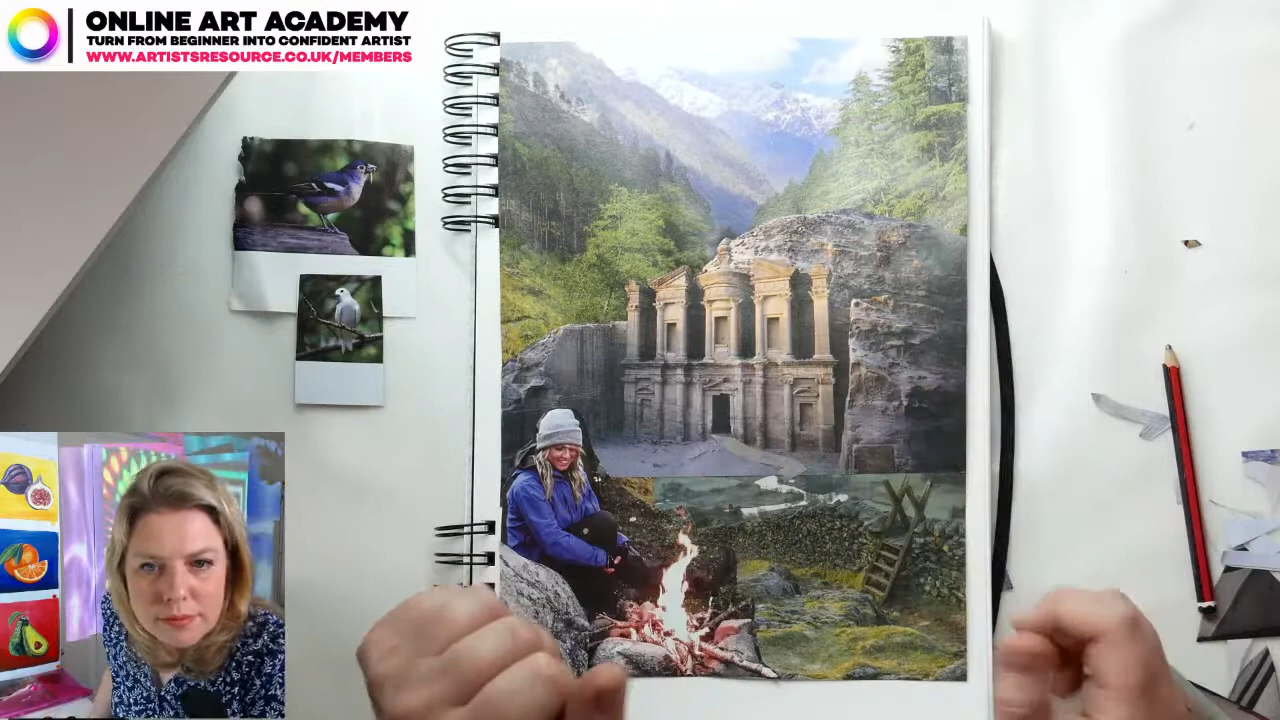 ONLINE ART ACADEMY
TURN FROM BEGINNER INTO CONFIDENT ARTIST
WWW.ARTISTSRESOURCE.CO.UK/MEMBERS